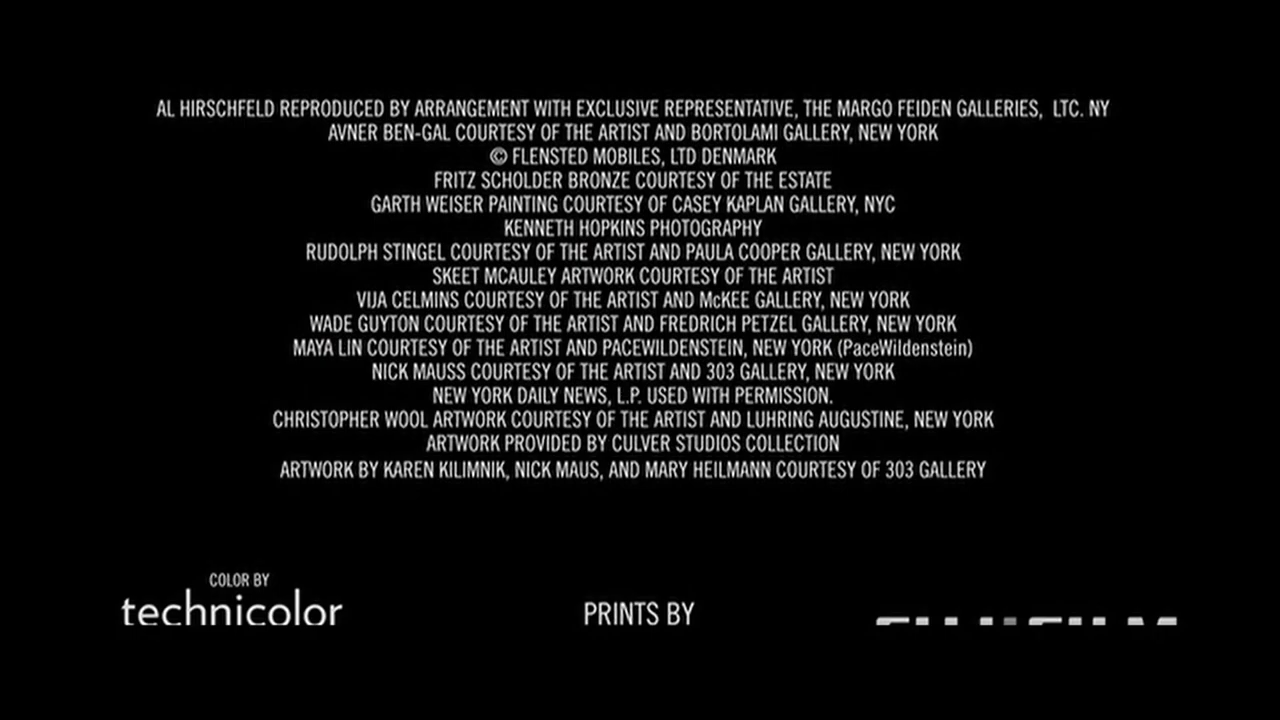 AL HIRSCHFELD REPRODUCED BY ARRANGEMENT WITH EXCLUSIVE REPRESENTATIVE, THE MARGO FEIDEN GALLERIES, LTC. NY
AVNER BEN-GAL COURTESY OF THE ARTIST AND BORTOLAMI GALLERY, NEW YORK
© FLENSTED MOBILES, LTD DENMARK
FRITZ SCHOLDER BRONZE COURTESY OF THE ESTATE
GARTH WEISER PAINTING COURTESY OF CASEY KAPLAN GALLERY, NYC
KENNETH HOPKINS PHOTOGRAPHY
RUDOLPH STINGEL COURTESY OF THE ARTIST AND PAULA COOPER GALLERY, NEW YORK
SKEET MCAULEY ARTWORK COURTESY OF THE ARTIST
VIJA CELMINS COURTESY OF THE ARTIST AND McKEE GALLERY, NEW YORK
WADE GUYTON COURTESY OF THE ARTIST AND FREDRICH PETZEL GALLERY, NEW YORK
MAYA LIN COURTESY OF THE ARTIST AND PACEWILDENSTEIN, NEW YORK (PaceWildenstein)
NICK MAUSS COURTESY OF THE ARTIST AND 303 GALLERY, NEW YORK
NEW YORK DAILY NEWS, L.P. USED WITH PERMISSION.
CHRISTOPHER WOOL ARTWORK COURTESY OF THE ARTIST AND LUHRING AUGUSTINE, NEW YORK
ARTWORK PROVIDED BY CULVER STUDIOS COLLECTION
ARTWORK BY KAREN KILIMNIK, NICK MAUS, AND MARY HEILMANN COURTESY OF 303 GALLERY
COLOR BY
technicolor
PRINTS BY